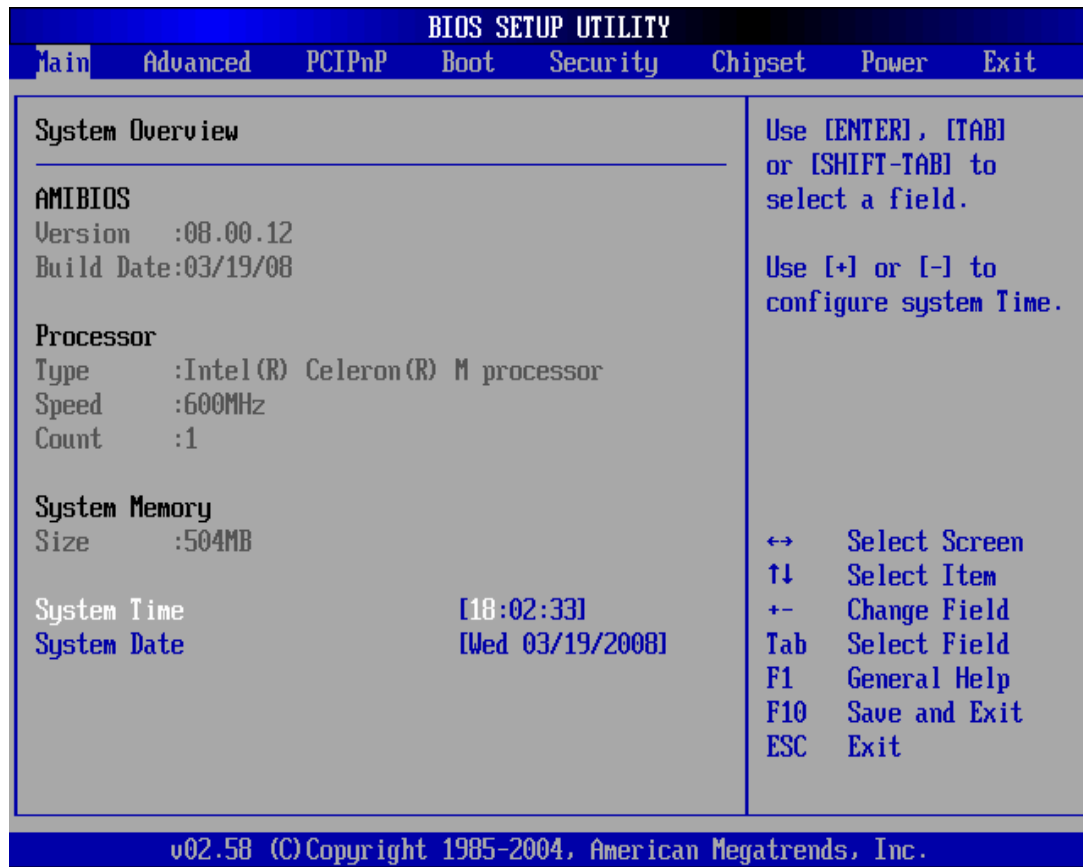 BIOS SETUP UTILITY
Main Advanced PCIPnP Boot Security Chipset Power Exit
System Overview
AMIBIOS
Version :08.00.12
Build Date:03/19/08
Processor
Type :Intel(R) Celeron(R) M processor
Speed :600MHz
Count :1
System Memory
Size :504MB
System Time [18:02:33]
System Date [Wed 03/19/2008]
Use [ENTER], [TAB]
or [SHIFT-TAB] to
select a field.
Use [+] or [-] to
configure system Time.
↔ Select Screen
↑↓ Select Item
+- Change Field
Tab Select Field
F1 General Help
F10 Save and Exit
ESC Exit
v02.58 (C)Copyright 1985-2004, American Megatrends, Inc.